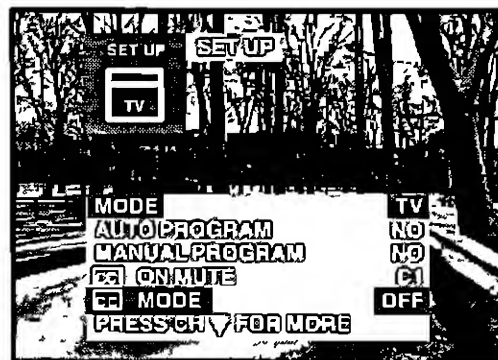 SET UP SET UP
TV
MODE TV
AUTO PROGRAM NO
MANUAL PROGRAM NO
CC ON MUTE C1
CC MODE OFF
PRESS CH ▽ FOR MORE